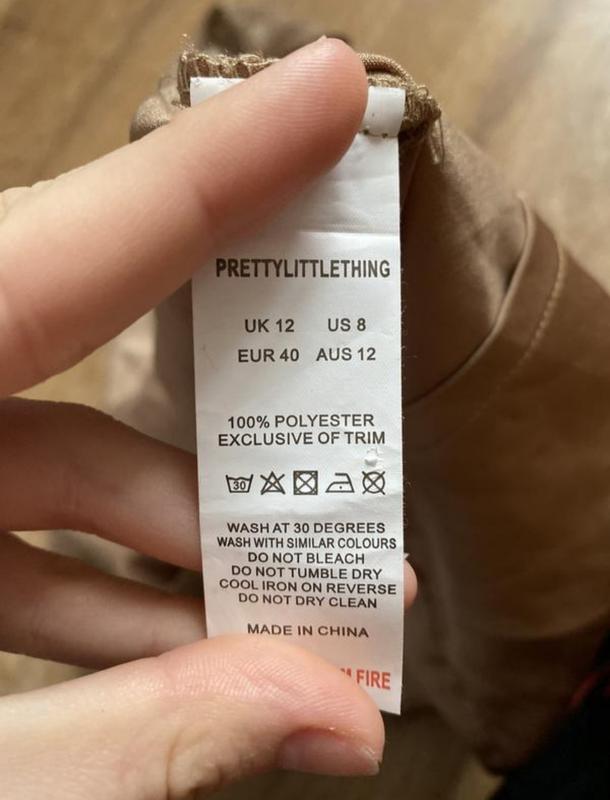 PRETTYLITTLETHING
UK 12 US 8
EUR 40 AUS 12
100% POLYESTER
EXCLUSIVE OF TRIM
30
WASH AT 30 DEGREES
WASH WITH SIMILAR COLOURS
DO NOT BLEACH
DO NOT TUMBLE DRY
COOL IRON ON REVERSE
DO NOT DRY CLEAN
MADE IN CHINA
FIRE